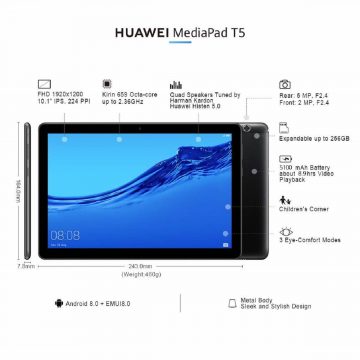 HUAWEI MediaPad T5
FHD 1920x1200
10.1" IPS, 224 PPI
Kirin 659 Octa-core
up to 2.36GHz
Quad Speakers Tuned by
Harman Kardon
Huawei Histen 5.0
Rear: 5 MP, F2.4
Front: 2 MP, F2.4
Expandable up to 256GB
5100 mAh Battery
about 8.9hrs Video
Playback
Children's Corner
3 Eye-Comfort Modes
164.0mm
08:08
7.8mm
243.0mm
(Weight:460g)
Android 8.0 + EMUI8.0
Metal Body
Sleek and Stylish Design